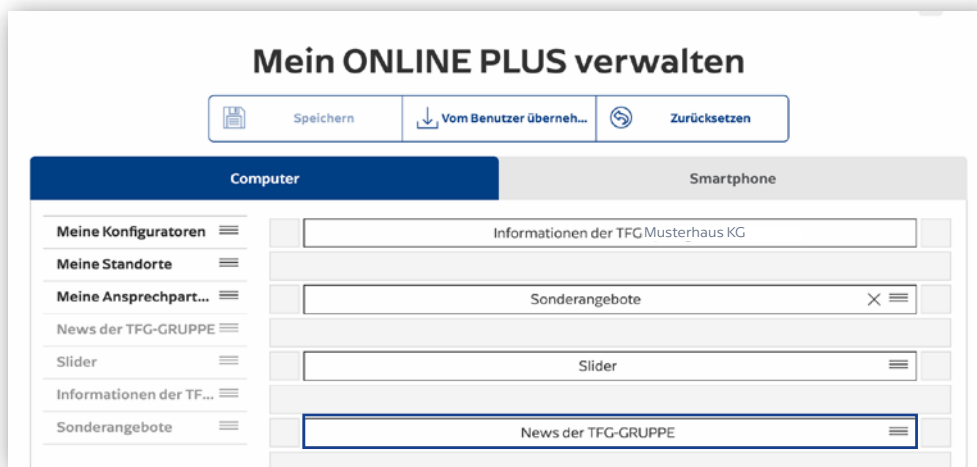 Mein ONLINE PLUS verwalten
Speichern
Vom Benutzer überneh...
Zurücksetzen
Computer
Smartphone
Meine Konfiguratoren
Meine Standorte
Meine Ansprechpart...
News der TFG-GRUPPE
Slider
Informationen der TF...
Sonderangebote
Informationen der TFG Musterhaus KG
Sonderangebote
Slider
News der TFG-GRUPPE